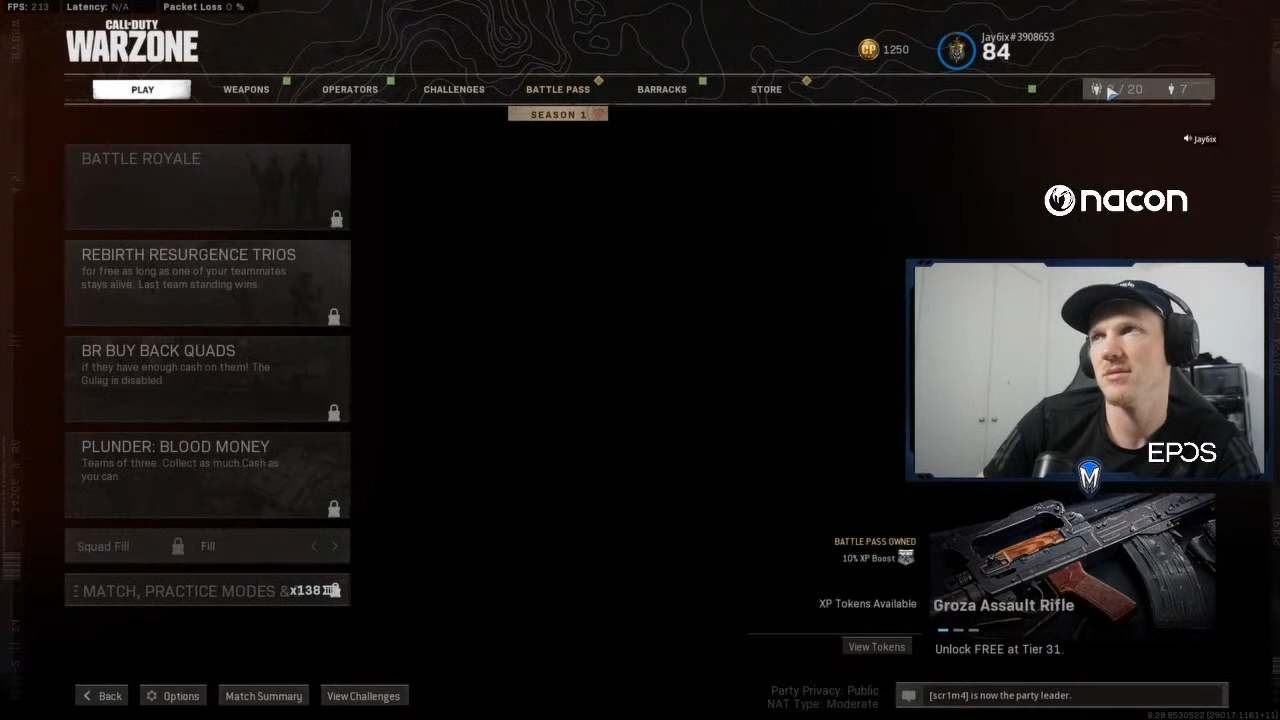 FPS: 213 Latency: N/A Packet Loss 0 %
CALL OF DUTY
WARZONE
CP 1250
Jay6ix#3908653
84
PLAY WEAPONS OPERATORS CHALLENGES BATTLE PASS BARRACKS STORE
/ 20 7
SEASON 1
Jay6ix
BATTLE ROYALE
nacon
REBIRTH RESURGENCE TRIOS
for free as long as one of your teammates
stays alive. Last team standing wins
BR BUY BACK QUADS
if they have enough cash on them! The
Gulag is disabled
PLUNDER: BLOOD MONEY
Teams of three. Collect as much Cash as
you can.
EPOS
M
Squad Fill Fill
BATTLE PASS OWNED
10% XP Boost
MATCH, PRACTICE MODES & x138
XP Tokens Available
Groza Assault Rifle
View Tokens
Unlock FREE at Tier 31.
Back Options Match Summary View Challenges
Party Privacy: Public
NAT Type: Moderate
[scr1m4] is now the party leader.